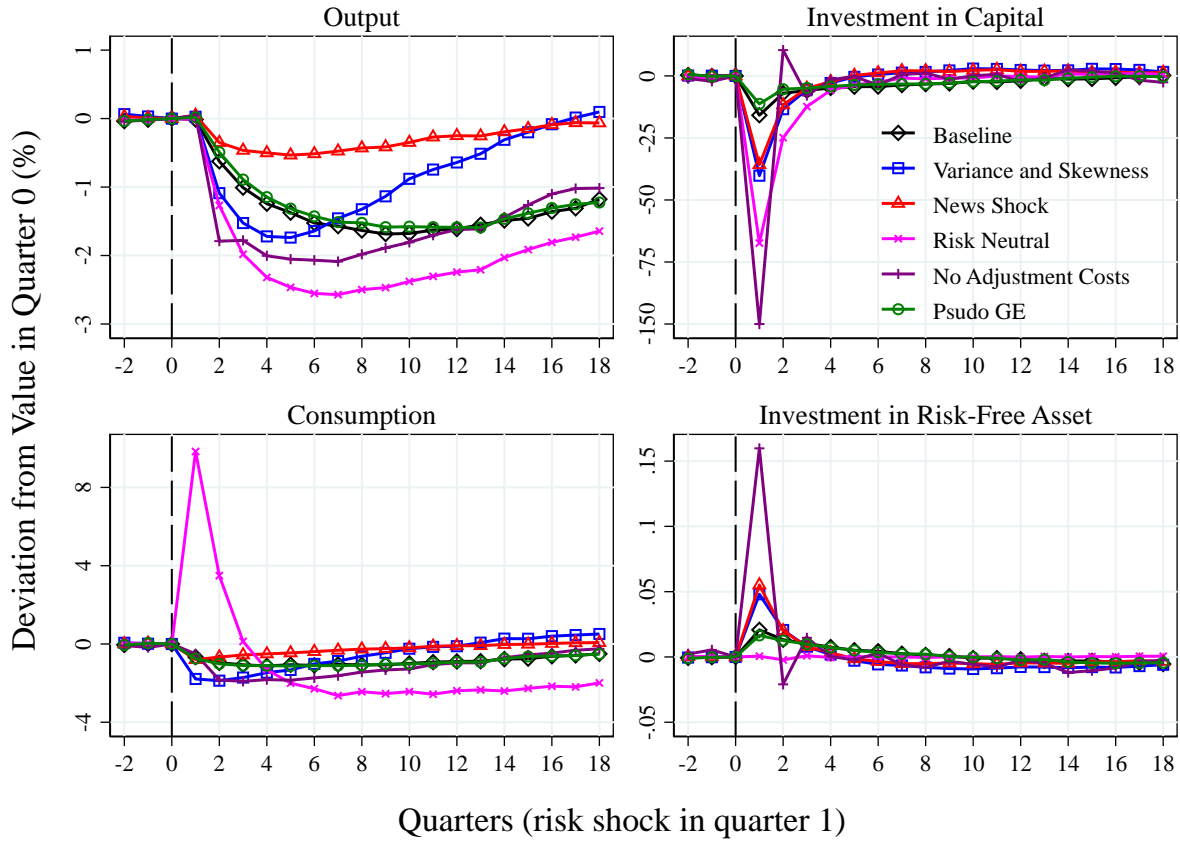 Output
Investment in Capital
Deviation from Value in Quarter 0 (%)
1
0
-1
-2
-3
-2 0 2 4 6 8 10 12 14 16 18
0
-25
-50
-75
-150
Baseline
Variance and Skewness
News Shock
Risk Neutral
No Adjustment Costs
Psudo GE
-2 0 2 4 6 8 10 12 14 16 18
Consumption
Investment in Risk-Free Asset
8
4
0
-4
-2 0 2 4 6 8 10 12 14 16 18
.15
.1
.05
0
-.05
-2 0 2 4 6 8 10 12 14 16 18
Quarters (risk shock in quarter 1)